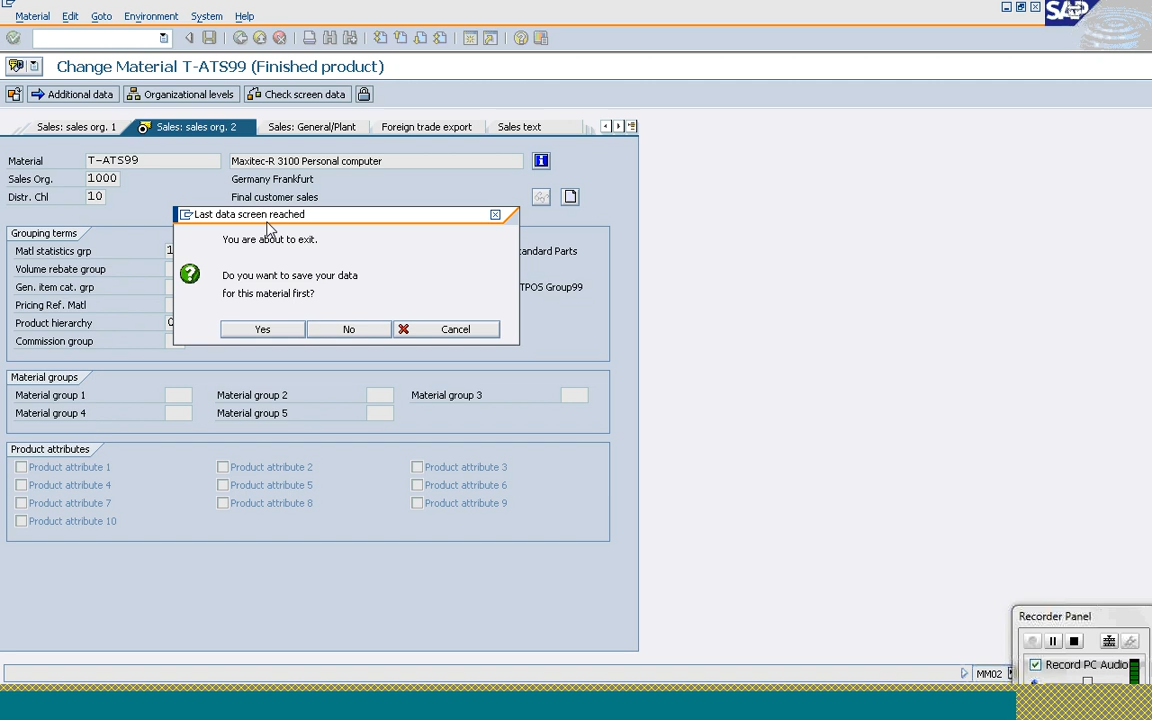 Material Edit Goto Environment System Help
SAP
Change Material T-ATS99 (Finished product)
Additional data Organizational levels Check screen data
Sales: sales org. 1 Sales: sales org. 2 Sales: General/Plant Foreign trade export Sales text
Material T-ATS99 Maxitec-R 3100 Personal computer
Sales Org. 1000 Germany Frankfurt
Distr. Chl 10 Final customer sales
Last data screen reached
You are about to exit.
Do you want to save your data
for this material first?
Yes No Cancel
Grouping terms
Matl statistics grp 1 tandard Parts
Volume rebate group
Gen. item cat. grp TPOS Group99
Pricing Ref. Matl
Product hierarchy 0
Commission group
Material groups
Material group 1 Material group 2 Material group 3
Material group 4 Material group 5
Product attributes
Product attribute 1 Product attribute 2 Product attribute 3
Product attribute 4 Product attribute 5 Product attribute 6
Product attribute 7 Product attribute 8 Product attribute 9
Product attribute 10
Recorder Panel
Record PC Audio
MM02